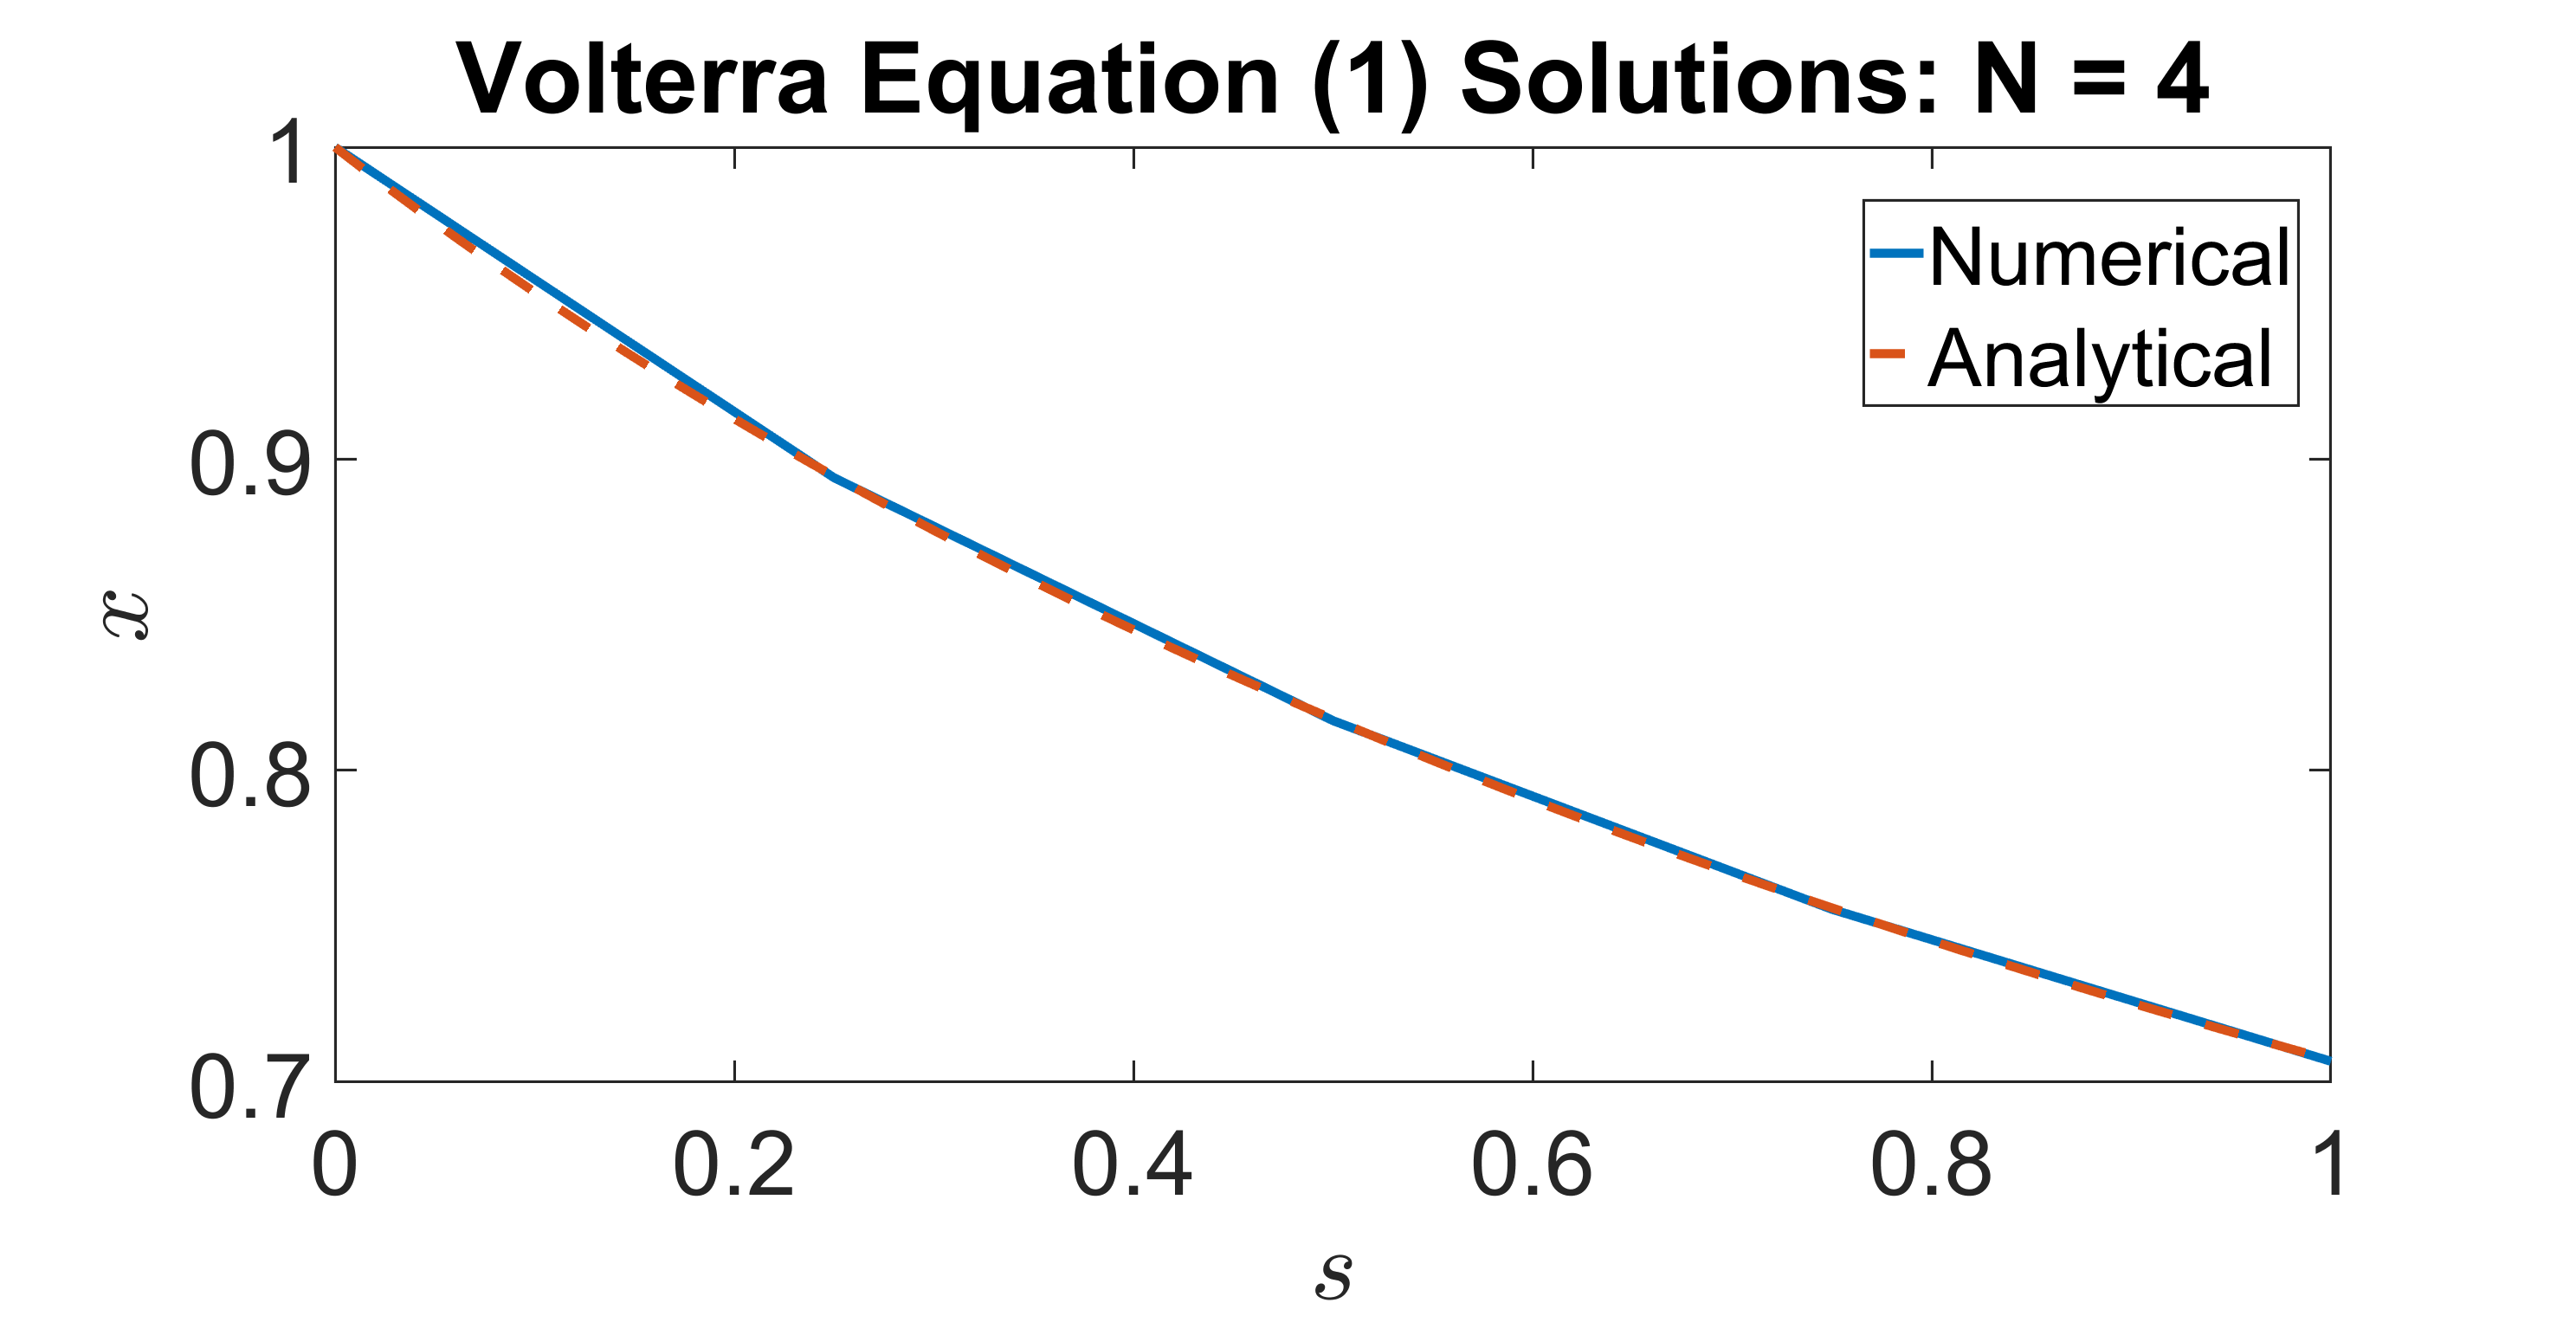 Volterra Equation (1) Solutions: N = 4
1
Numerical
Analytical
0.9
x
0.8
0.7
0 0.2 0.4 0.6 0.8 1
s